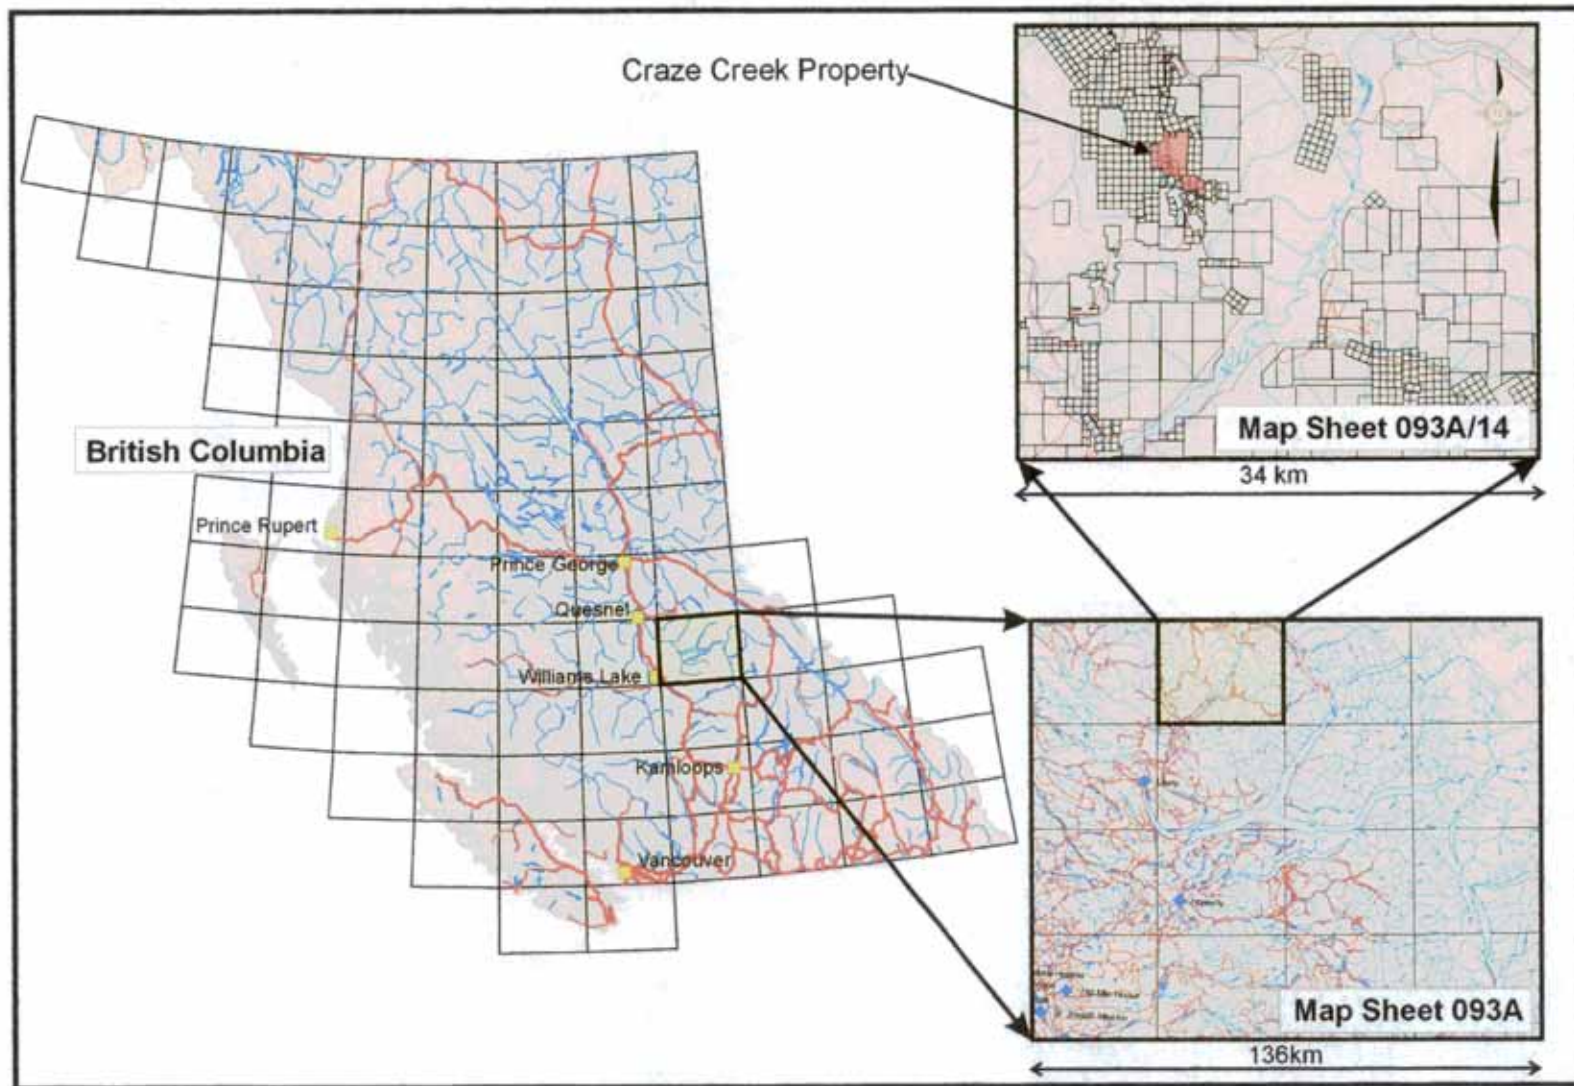 Craze Creek Property
Map Sheet 093A/14
34 km
British Columbia
Prince Rupert
Prince George
Quesnel
Williams Lake
Kamloops
Vancouver
Map Sheet 093A
136km